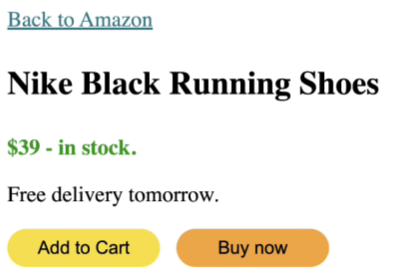 Back to Amazon
Nike Black Running Shoes
$39 - in stock.
Free delivery tomorrow.
Add to Cart Buy now